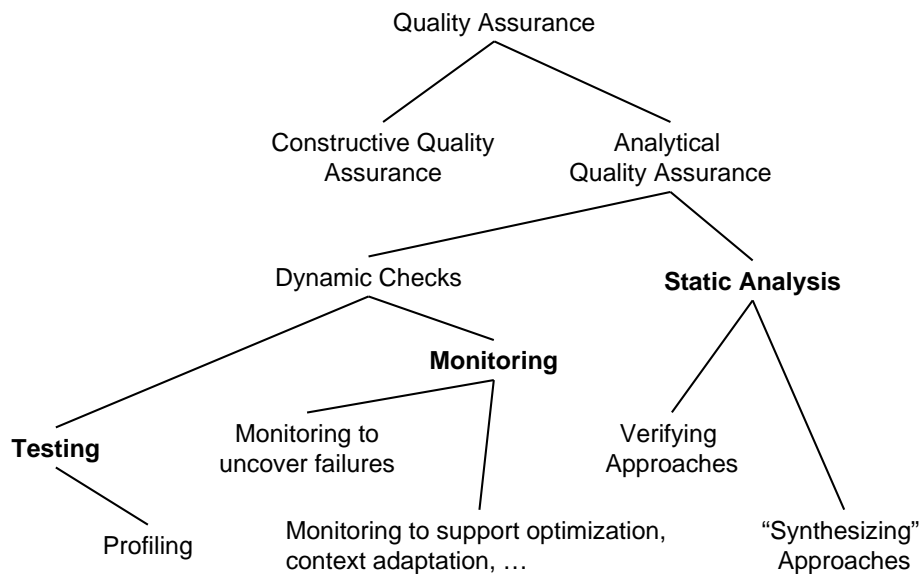 Quality Assurance
Constructive Quality
Assurance
Analytical
Quality Assurance
Dynamic Checks
Static Analysis
Monitoring
Testing
Monitoring to
uncover failures
Verifying
Approaches
Profiling
Monitoring to support optimization,
context adaptation, …
“Synthesizing”
Approaches